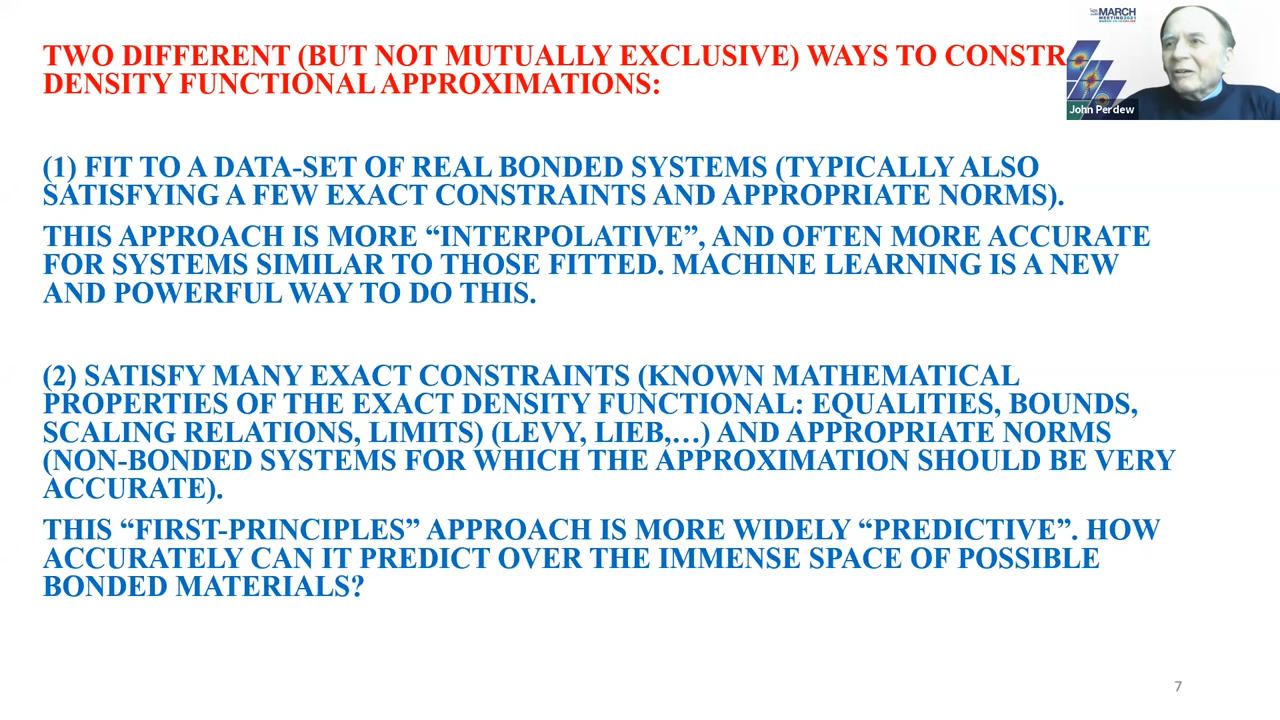 TWO DIFFERENT (BUT NOT MUTUALLY EXCLUSIVE) WAYS TO CONSTR
DENSITY FUNCTIONAL APPROXIMATIONS:
MARCH
MEETING 2021
John Perdew
(1) FIT TO A DATA-SET OF REAL BONDED SYSTEMS (TYPICALLY ALSO
SATISFYING A FEW EXACT CONSTRAINTS AND APPROPRIATE NORMS).
THIS APPROACH IS MORE “INTERPOLATIVE”, AND OFTEN MORE ACCURATE
FOR SYSTEMS SIMILAR TO THOSE FITTED. MACHINE LEARNING IS A NEW
AND POWERFUL WAY TO DO THIS.
(2) SATISFY MANY EXACT CONSTRAINTS (KNOWN MATHEMATICAL
PROPERTIES OF THE EXACT DENSITY FUNCTIONAL: EQUALITIES, BOUNDS,
SCALING RELATIONS, LIMITS) (LEVY, LIEB,…) AND APPROPRIATE NORMS
(NON-BONDED SYSTEMS FOR WHICH THE APPROXIMATION SHOULD BE VERY
ACCURATE).
THIS “FIRST-PRINCIPLES” APPROACH IS MORE WIDELY “PREDICTIVE”. HOW
ACCURATELY CAN IT PREDICT OVER THE IMMENSE SPACE OF POSSIBLE
BONDED MATERIALS?
7